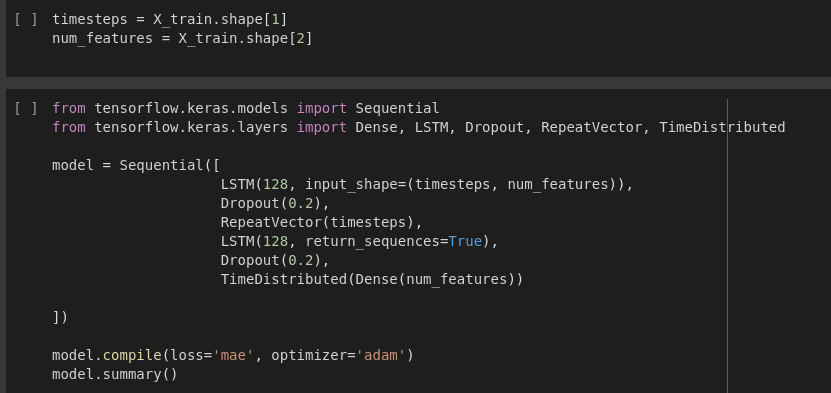 [ ] timesteps = X_train.shape[1]
num_features = X_train.shape[2]
[ ] from tensorflow.keras.models import Sequential
from tensorflow.keras.layers import Dense, LSTM, Dropout, RepeatVector, TimeDistributed
model = Sequential([
LSTM(128, input_shape=(timesteps, num_features)),
Dropout(0.2),
RepeatVector(timesteps),
LSTM(128, return_sequences=True),
Dropout(0.2),
TimeDistributed(Dense(num_features))
])
model.compile(loss='mae', optimizer='adam')
model.summary()